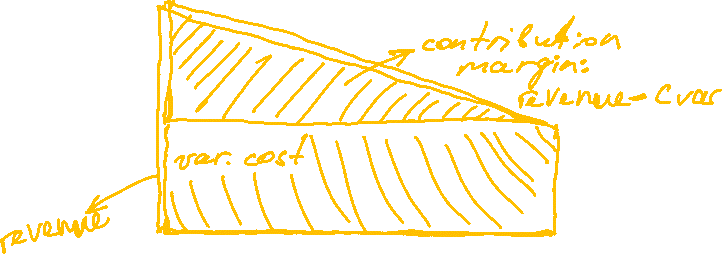 contribution
margin:
revenue - Cvar
var. cost
revenue